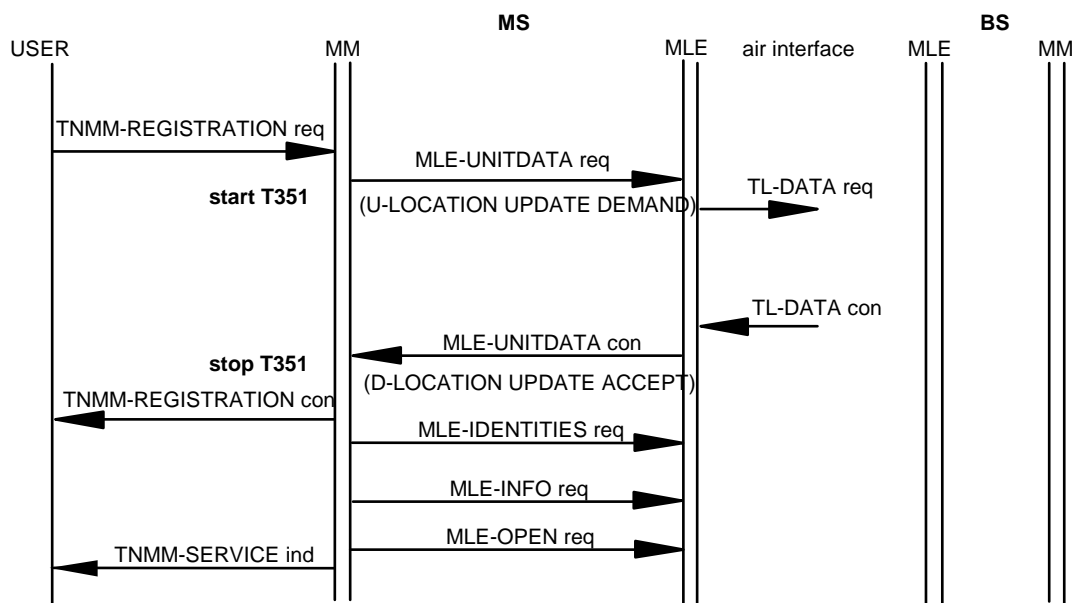 MS
BS
USER
MM
MLE
air interface
MLE
MM
TNMM-REGISTRATION req
MLE-UNITDATA req
start T351
TL-DATA req
(U-LOCATION UPDATE DEMAND)
TL-DATA con
MLE-UNITDATA con
stop T351
(D-LOCATION UPDATE ACCEPT)
TNMM-REGISTRATION con
MLE-IDENTITIES req
MLE-INFO req
MLE-OPEN req
TNMM-SERVICE ind